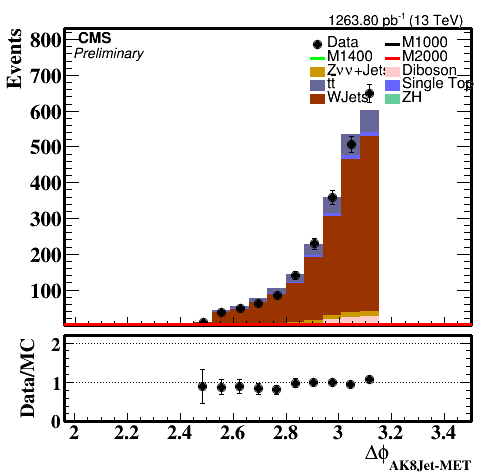 1263.80 pb⁻¹ (13 TeV)
CMS
Preliminary
Data
M1000
M1400
M2000
Zνν+Jets
Diboson
tt
Single Top
WJets
ZH
Events
800
700
600
500
400
300
200
100
Data/MC
2
1
0
2 2.2 2.4 2.6 2.8 3 3.2 3.4
Δϕ AK8Jet-MET